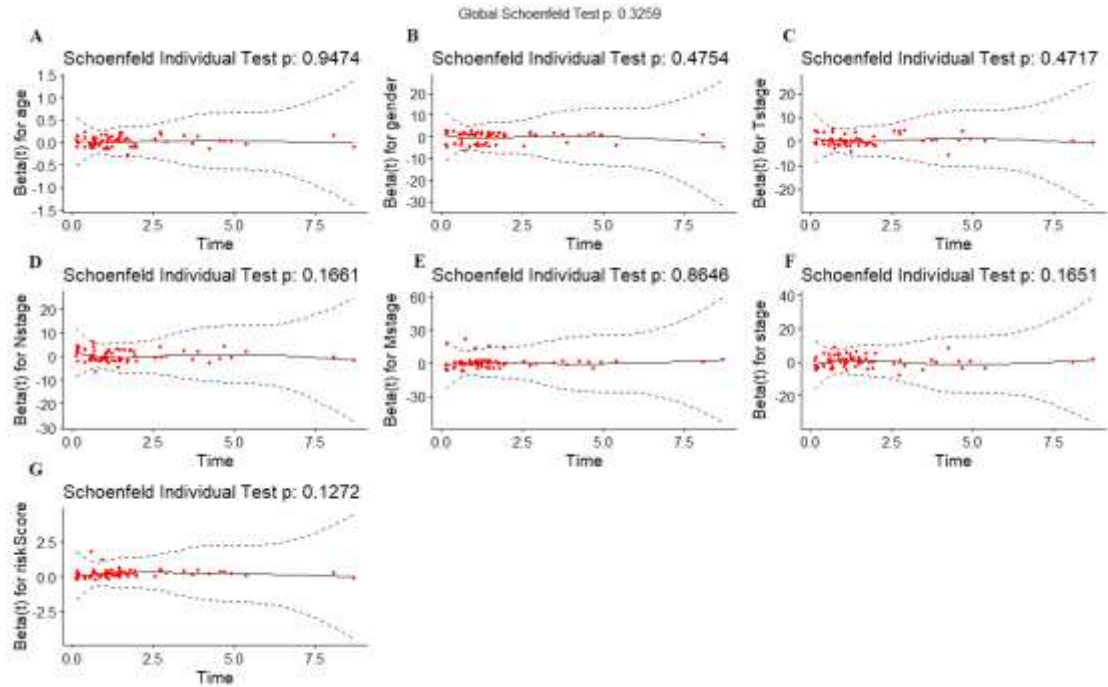 Global Schoenfeld Test p: 0.3259
A
Schoenfeld Individual Test p: 0.9474
Beta(t) for age
1.5
1.0
0.5
0.0
-0.5
-1.0
-1.5
0.0 2.5 5.0 7.5
Time
B
Schoenfeld Individual Test p: 0.4754
Beta(t) for gender
20
10
0
-10
-20
-30
0.0 2.5 5.0 7.5
Time
C
Schoenfeld Individual Test p: 0.4717
Beta(t) for Tstage
20
10
0
-10
-20
0.0 2.5 5.0 7.5
Time
D
Schoenfeld Individual Test p: 0.1661
Beta(t) for Nstage
20
10
0
-10
-20
-30
0.0 2.5 5.0 7.5
Time
E
Schoenfeld Individual Test p: 0.8646
Beta(t) for Mstage
60
30
0
-30
0.0 2.5 5.0 7.5
Time
F
Schoenfeld Individual Test p: 0.1651
Beta(t) for stage
40
20
0
-20
0.0 2.5 5.0 7.5
Time
G
Schoenfeld Individual Test p: 0.1272
Beta(t) for riskScore
2.5
0.0
-2.5
0.0 2.5 5.0 7.5
Time